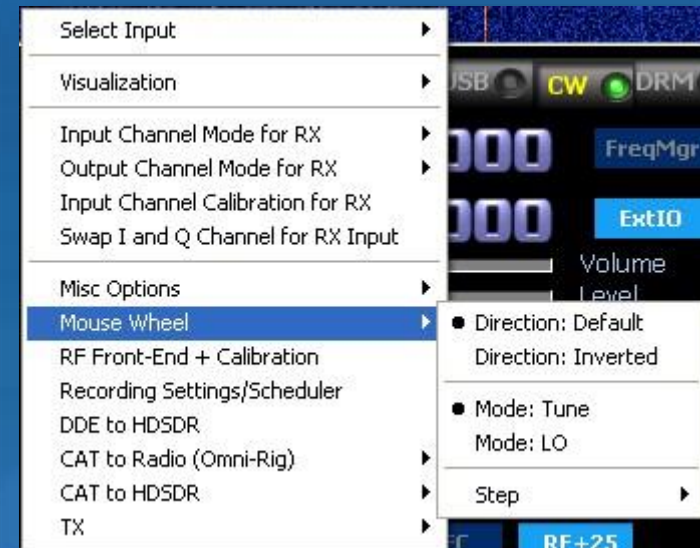 Select Input
Visualization
Input Channel Mode for RX
Output Channel Mode for RX
Input Channel Calibration for RX
Swap I and Q Channel for RX Input
Misc Options
Mouse Wheel
RF Front-End + Calibration
Recording Settings/Scheduler
DDE to HDSDR
CAT to Radio (Omni-Rig)
CAT to HDSDR
TX
Direction: Default
Direction: Inverted
Mode: Tune
Mode: LO
Step
USB CW DRM
000 FreqMgr
000 ExtIO
Volume
Level
RF+25